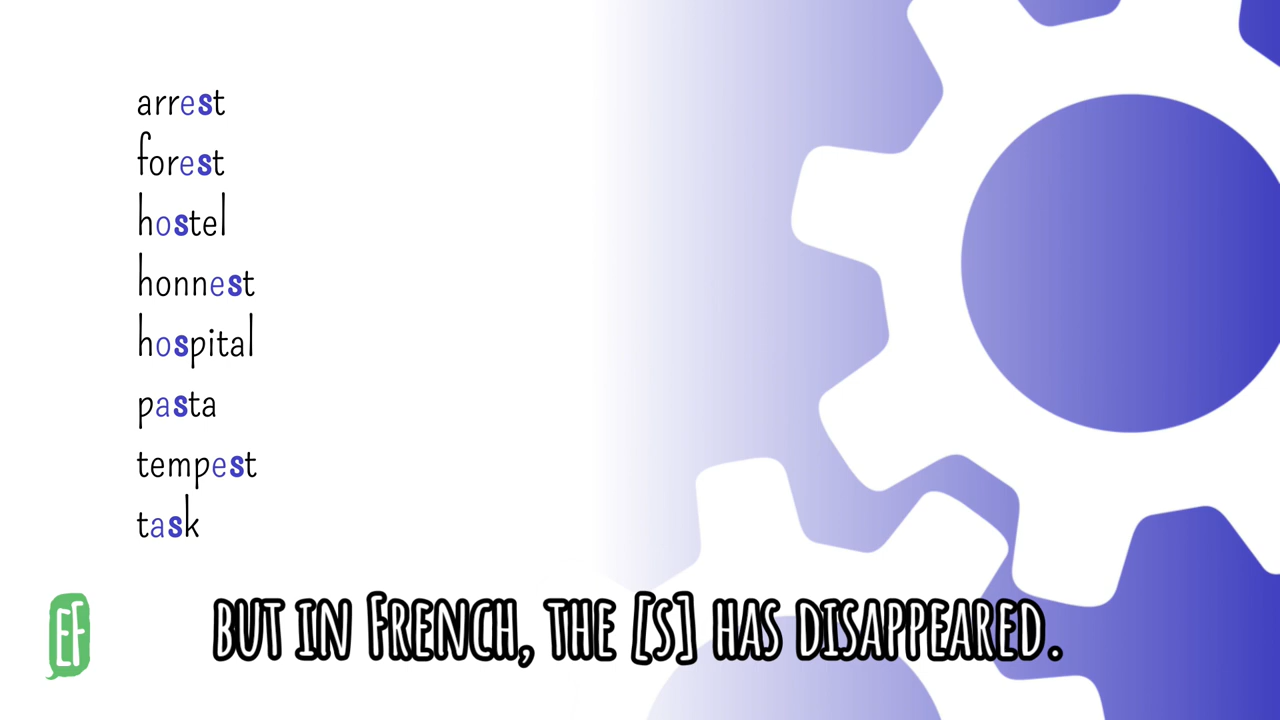 arrest
forest
hostel
honnest
hospital
pasta
tempest
task
EF
BUT IN FRENCH, THE [S] HAS DISAPPEARED.